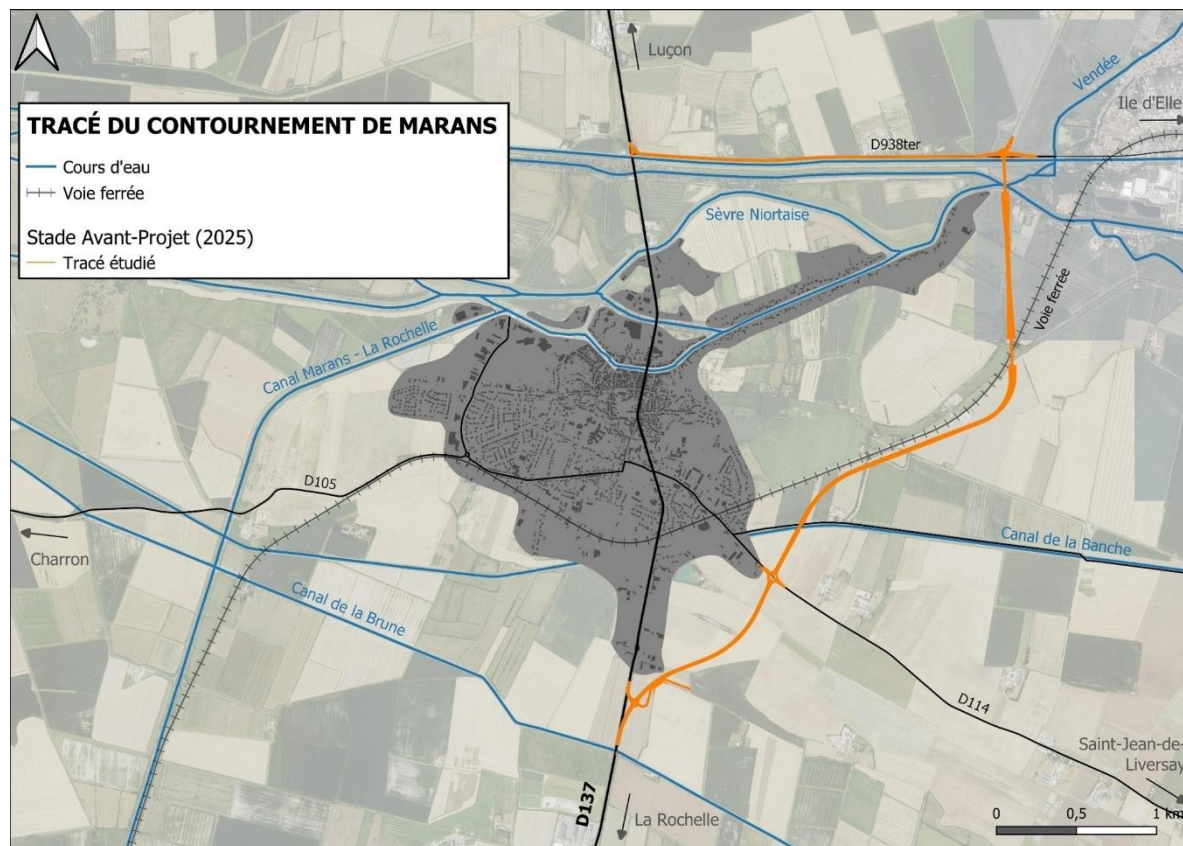 Luçon
Vendée
Ile d'Elle
TRACÉ DU CONTOURNEMENT DE MARANS
Cours d'eau
Voie ferrée
Stade Avant-Projet (2025)
Tracé étudié
D938ter
Sèvre Niortaise
Voie ferrée
Canal Marans - La Rochelle
D105
Charron
Canal de la Banche
Canal de la Brune
D114
Saint-Jean-de-
Liversay
D137
La Rochelle
0 0,5 1 km